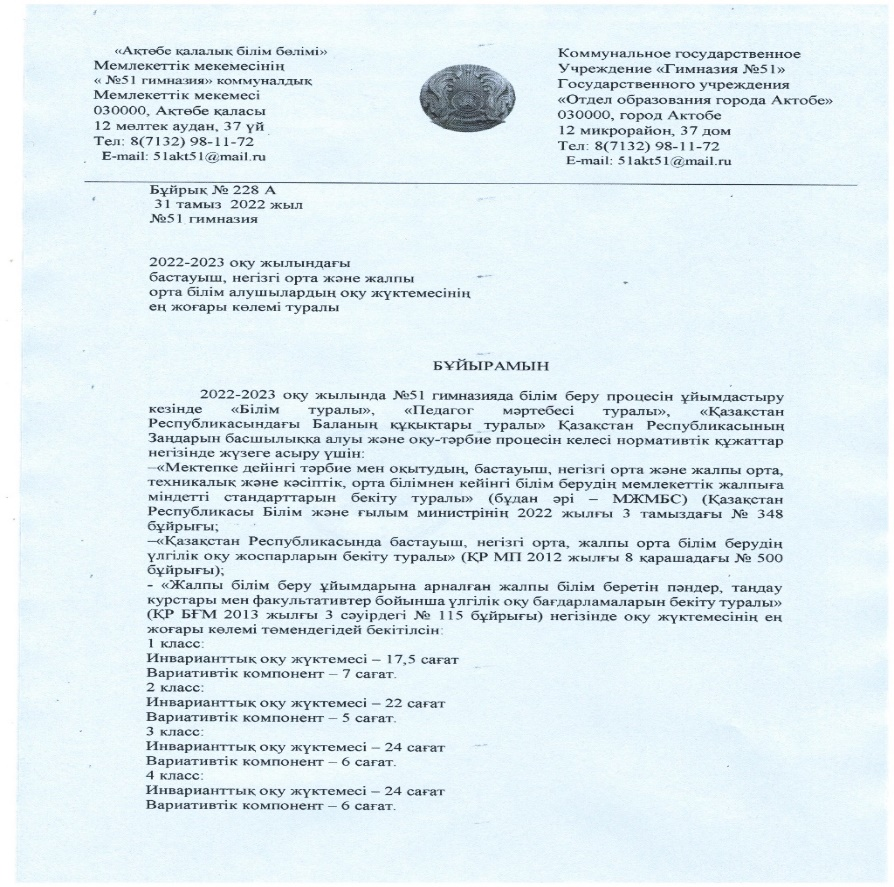 «Ақтөбе қалалық білім бөлімі»
Мемлекеттік мекемесінің
« №51 гимназия» коммуналдық
Мемлекеттік мекемесі
030000, Ақтөбе қаласы
12 мөлтек аудан, 37 үй
Тел: 8(7132) 98-11-72
E-mail: 51akt51@mail.ru
Коммунальное государственное
Учреждение «Гимназия №51»
Государственного учреждения
«Отдел образования города Актобе»
030000, город Актобе
12 микрорайон, 37 дом
Тел: 8(7132) 98-11-72
E-mail: 51akt51@mail.ru
Бұйрық № 228 А
31 тамыз 2022 жыл
№51 гимназия
2022-2023 оқу жылындағы
бастауыш, негізгі орта және жалпы
орта білім алушылардың оқу жүктемесінің
ең жоғары көлемі туралы
БҰЙЫРАМЫН
2022-2023 оқу жылында №51 гимназияда білім беру процесін ұйымдастыру
кезінде «Білім туралы», «Педагог мәртебесі туралы», «Қазақстан
Республикасындағы Баланың құқықтары туралы» Қазақстан Республикасының
Заңдарын басшылыққа алуы және оқу-тәрбие процесін келесі нормативтік құжаттар
негізінде жүзеге асыру үшін:
–«Мектепке дейінгі тәрбие мен оқытудың, бастауыш, негізгі орта және жалпы орта,
техникалық және кәсіптік, орта білімнен кейінгі білім берудің мемлекеттік жалпыға
міндетті стандарттарын бекіту туралы» (бұдан әрі – МЖМБС) (Қазақстан
Республикасы Білім және ғылым министрінің 2022 жылғы 3 тамыздағы № 348
бұйрығы;
–«Қазақстан Республикасында бастауыш, негізгі орта, жалпы орта білім берудің
үлгілік оқу жоспарларын бекіту туралы» (ҚР МП 2012 жылғы 8 қарашадағы № 500
бұйрығы);
- «Жалпы білім беру ұйымдарына арналған жалпы білім беретін пәндер, таңдау
курстары мен факультативтер бойынша үлгілік оқу бағдарламаларын бекіту туралы»
(ҚР БҒМ 2013 жылғы 3 сәуірдегі № 115 бұйрығы) негізінде оқу жүктемесінің ең
жоғары көлемі төмендегідей бекітілсін:
1 класс:
Инварианттық оқу жүктемесі – 17,5 сағат
Вариативтік компонент – 7 сағат.
2 класс:
Инварианттық оқу жүктемесі – 22 сағат
Вариативтік компонент – 5 сағат.
3 класс:
Инварианттық оқу жүктемесі – 24 сағат
Вариативтік компонент – 6 сағат.
4 класс:
Инварианттық оқу жүктемесі – 24 сағат
Вариативтік компонент – 6 сағат.